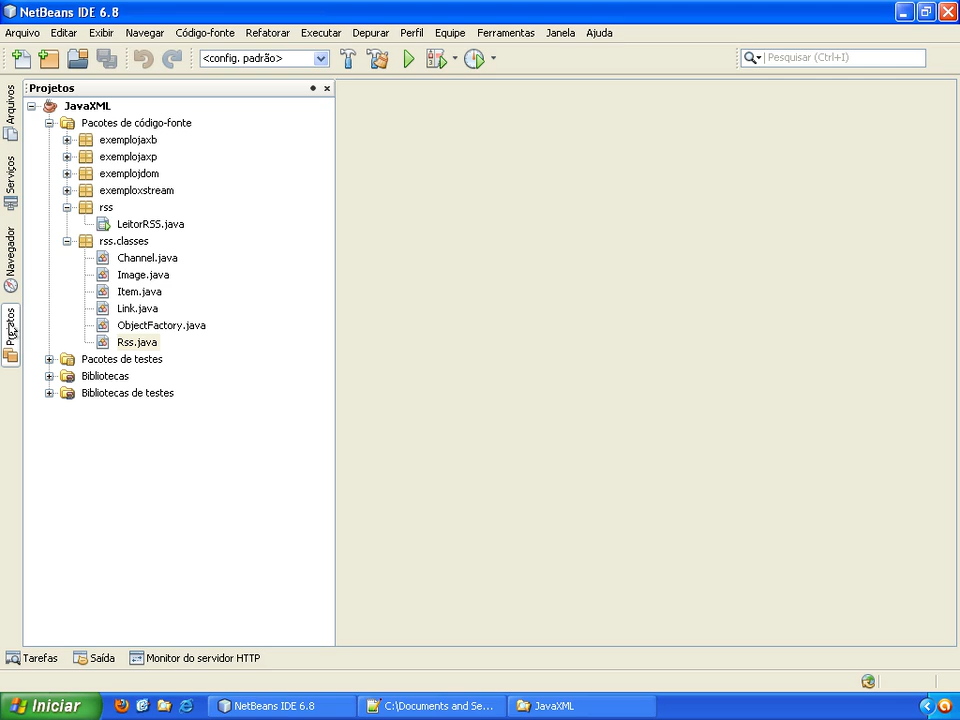 NetBeans IDE 6.8
Arquivo Editar Exibir Navegar Código-fonte Refatorar Executar Depurar Perfil Equipe Ferramentas Janela Ajuda
<config. padrão> Pesquisar (Ctrl+I)
Projetos
Arquivos
Serviços
Navegador
Projetos
JavaXML
Pacotes de código-fonte
exemplojaxb
exemplojaxp
exemplojdom
exemploxstream
rss
LeitorRSS.java
rss.classes
Channel.java
Image.java
Item.java
Link.java
ObjectFactory.java
Rss.java
Pacotes de testes
Bibliotecas
Bibliotecas de testes
Tarefas Saída Monitor do servidor HTTP
Iniciar NetBeans IDE 6.8 C:\Documents and Se... JavaXML